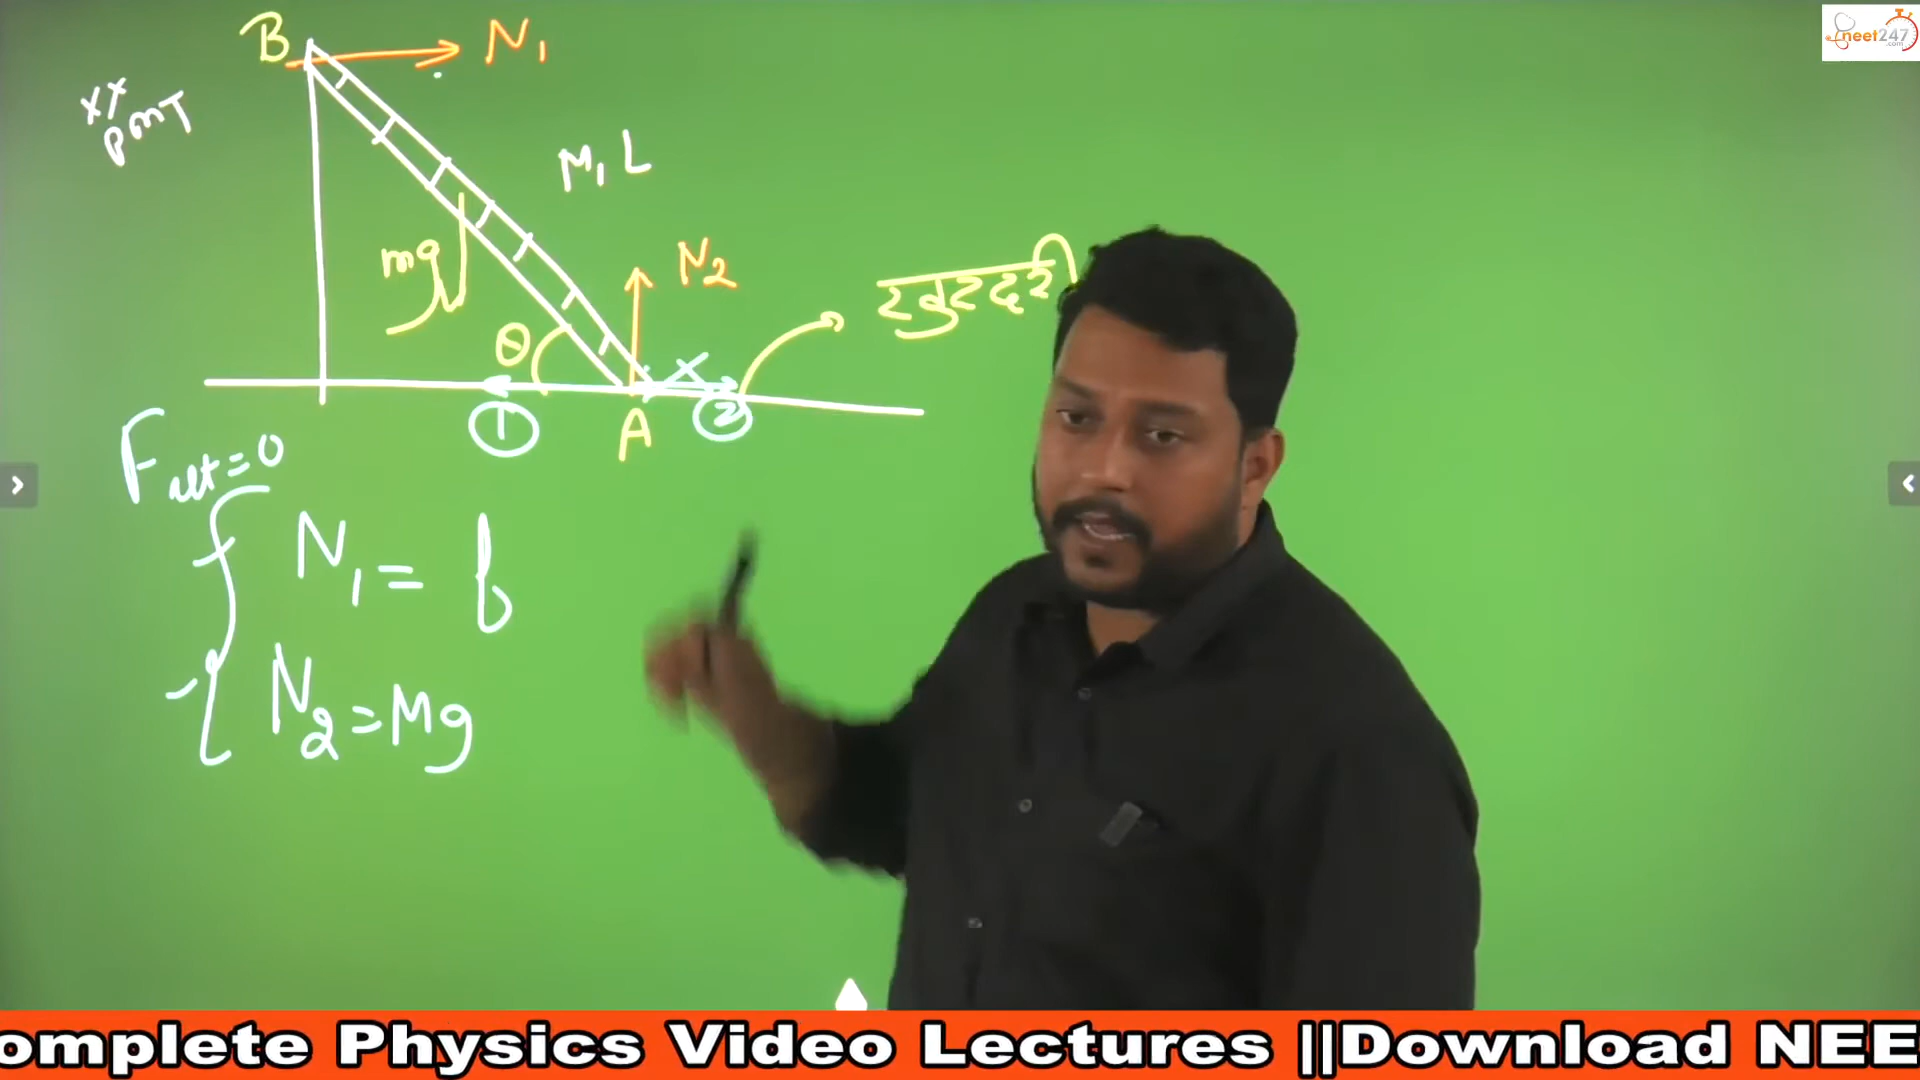 B
N₁
XX
PMT
M, L
mg
N₂
खुरदरी
θ
①
A
②
F
=0
N₁ = f
N₂ = Mg
neet247
.com
omplete Physics Video Lectures ||Download NEE